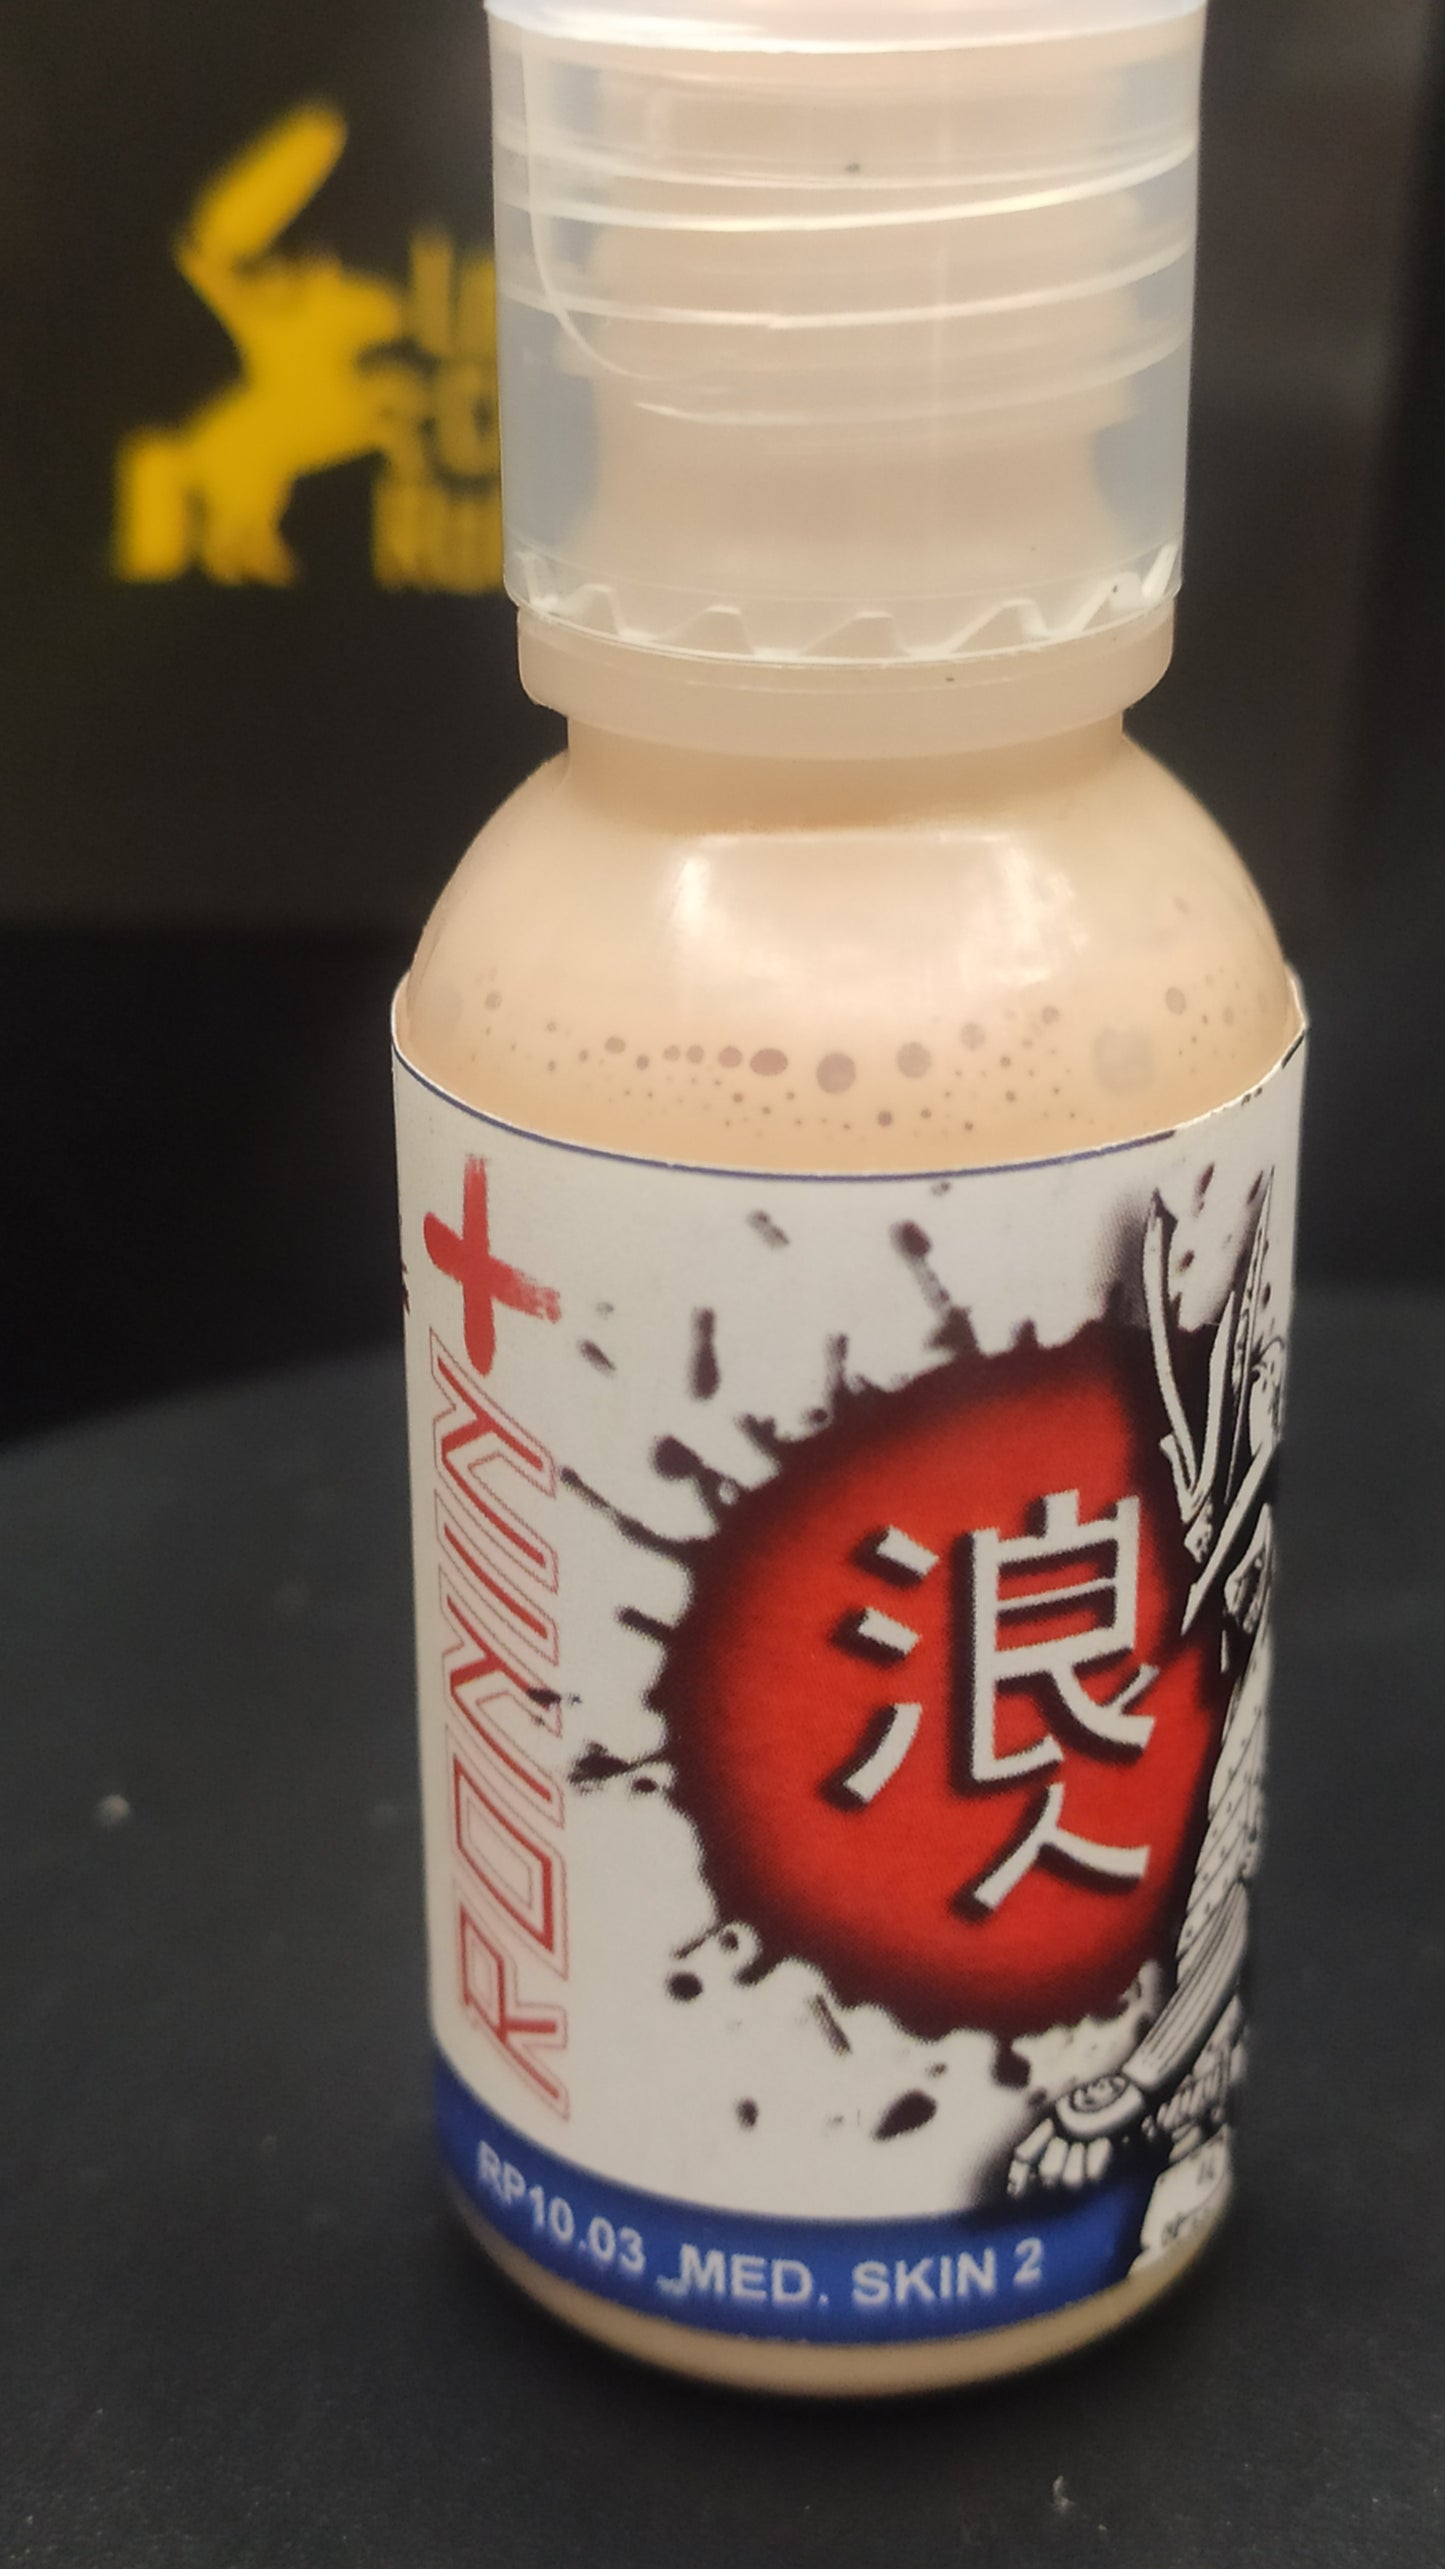 RONIN+
浪
人
RP10.03 MED. SKIN 2